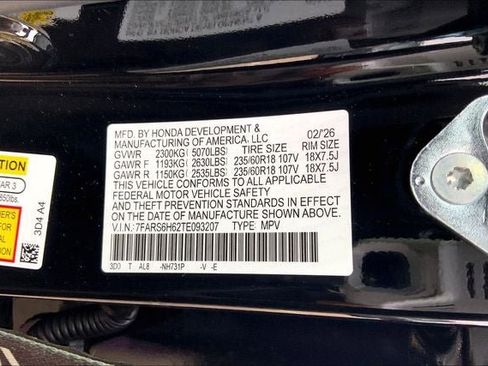 MFD. BY HONDA DEVELOPMENT & 02/'26
MANUFACTURING OF AMERICA, LLC
GVWR 2300KG(5070LBS) TIRE SIZE RIM SIZE
GAWR F 1193KG(2630LBS) 235/60R18 107V 18X7.5J
GAWR R 1150KG(2535LBS) 235/60R18 107V 18X7.5J
THIS VEHICLE CONFORMS TO ALL APPLICABLE
FEDERAL MOTOR VEHICLE SAFETY
& THEFT PREVENTION STANDARDS IN EFFECT
ON THE DATE OF MANUFACTURE SHOWN ABOVE.
V.I.N.: 7FARS6H62TE093207 TYPE: MPV
3D0 T AL8 -NH731P -V -E
AR 3
3D4 A4